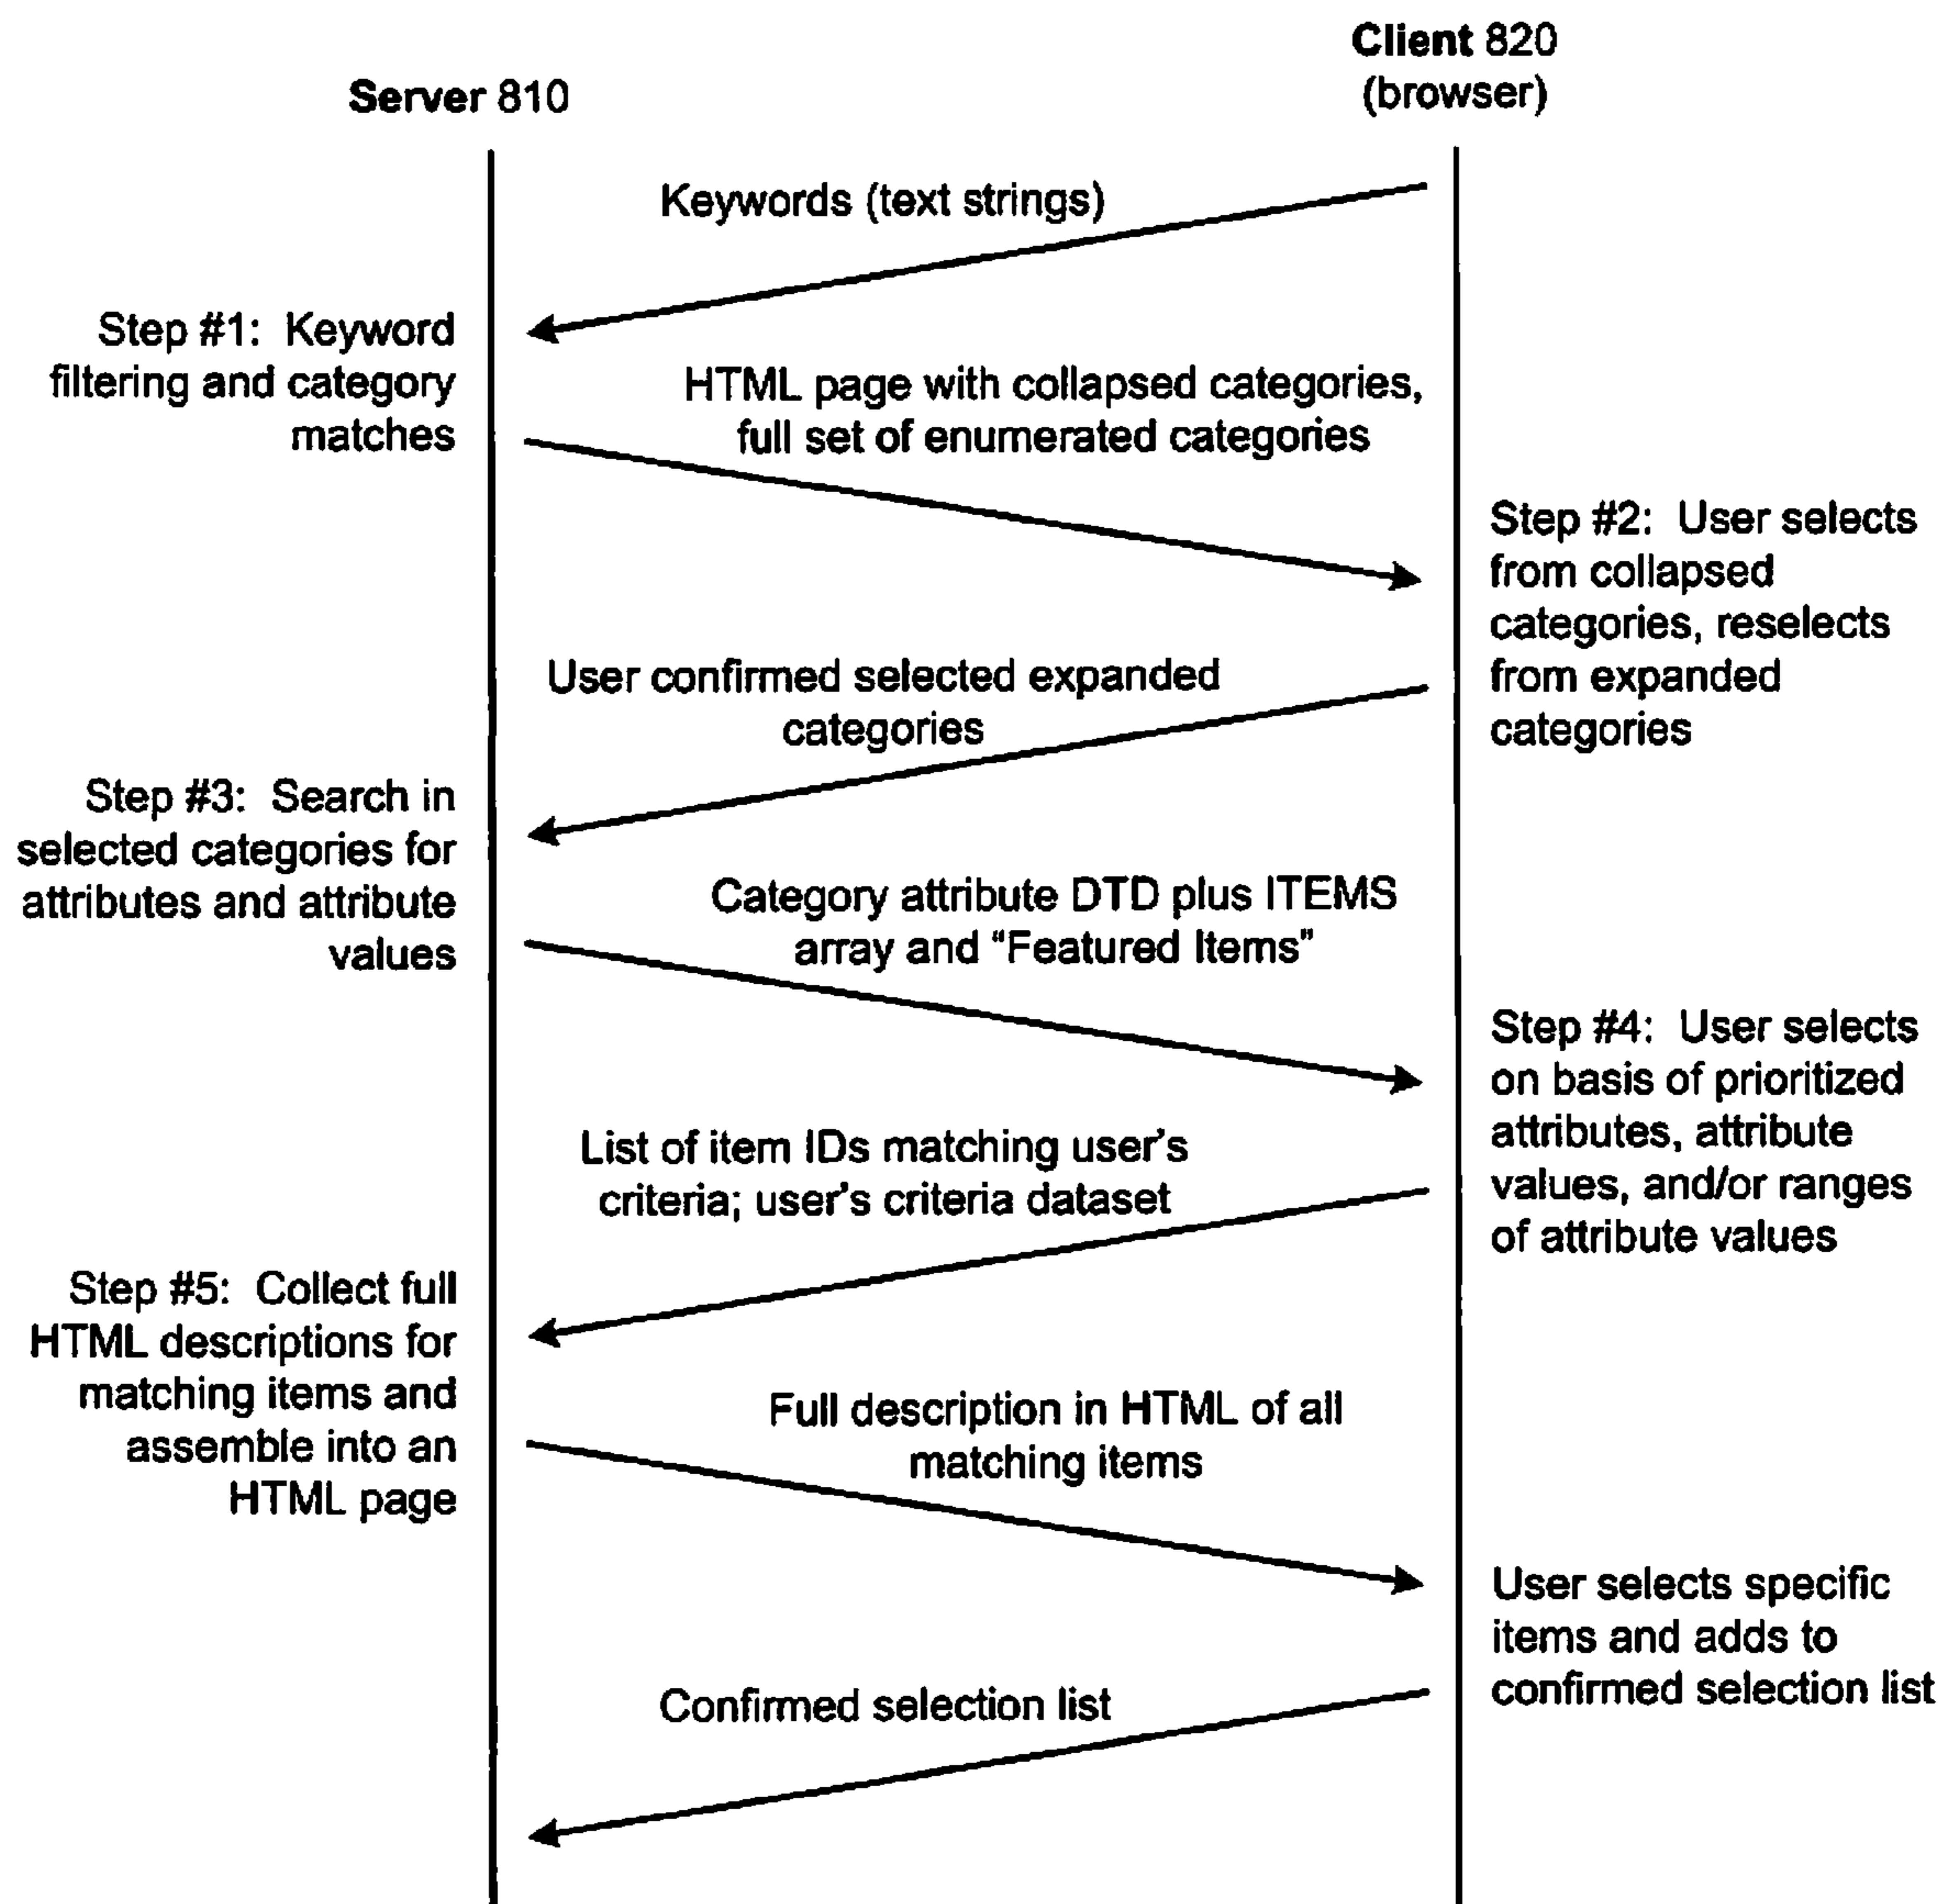 Client 820
(browser)
Server 810
Keywords (text strings)
Step #1: Keyword
filtering and category
matches
HTML page with collapsed categories,
full set of enumerated categories
Step #2: User selects
from collapsed
categories, reselects
from expanded
categories
User confirmed selected expanded
categories
Step #3: Search in
selected categories for
attributes and attribute
values
Category attribute DTD plus ITEMS
array and “Featured Items”
Step #4: User selects
on basis of prioritized
attributes, attribute
values, and/or ranges
of attribute values
List of item IDs matching user's
criteria; user's criteria dataset
Step #5: Collect full
HTML descriptions for
matching items and
assemble into an
HTML page
Full description in HTML of all
matching items
User selects specific
items and adds to
confirmed selection list
Confirmed selection list